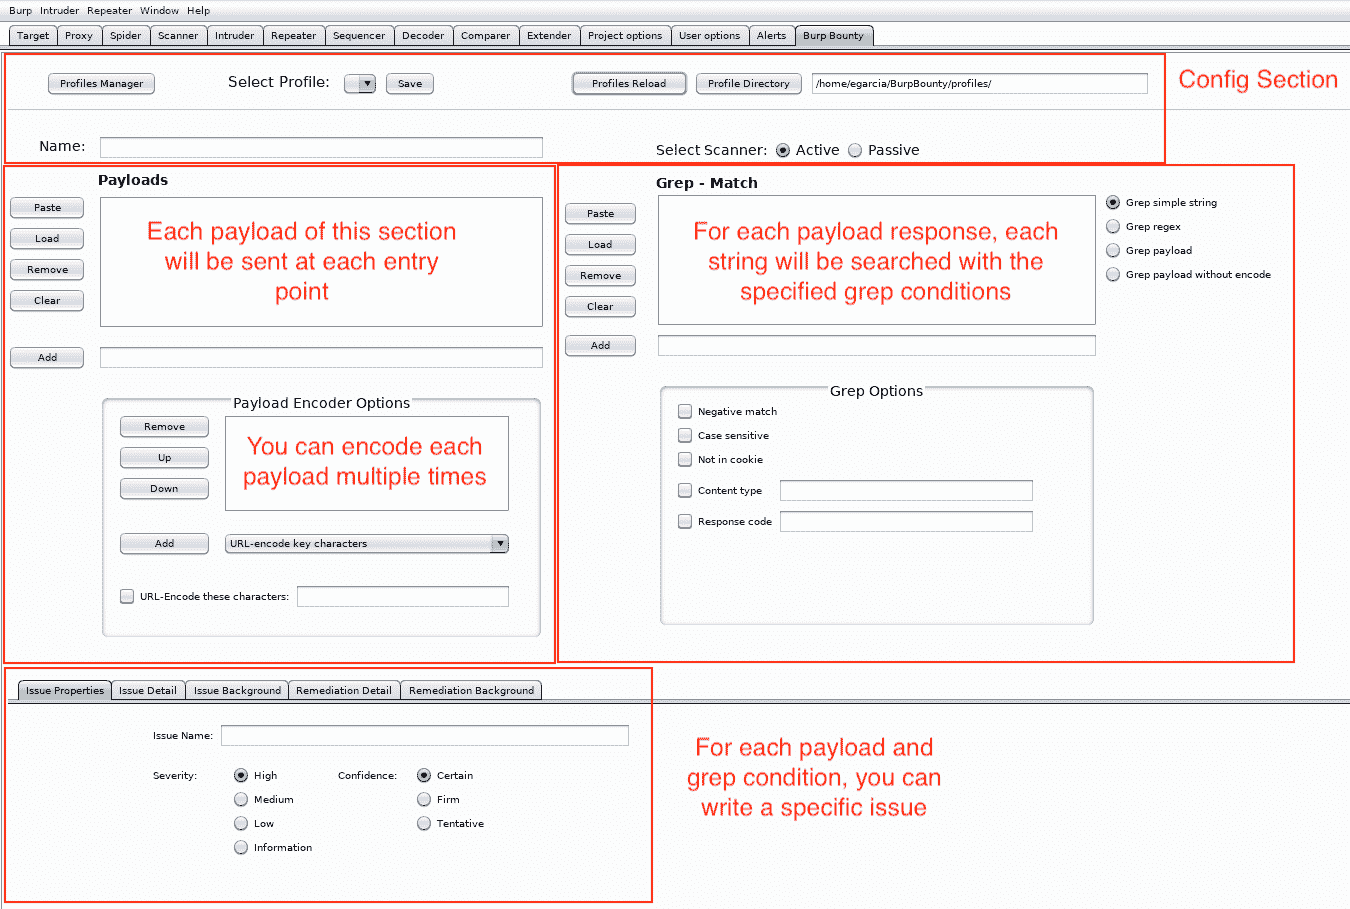 Burp Intruder Repeater Window Help
Target Proxy Spider Scanner Intruder Repeater Sequencer Decoder Comparer Extender Project options User options Alerts Burp Bounty
Profiles Manager Select Profile: Save Profiles Reload Profile Directory /home/egarcia/BurpBounty/profiles/
Config Section
Name:
Select Scanner: Active Passive
Payloads
Paste
Load
Remove
Clear
Add
Each payload of this section
will be sent at each entry
point
Payload Encoder Options
Remove
Up
Down
You can encode each
payload multiple times
Add URL-encode key characters
URL-Encode these characters:
Grep - Match
Paste
Load
Remove
Clear
Add
For each payload response, each
string will be searched with the
specified grep conditions
Grep simple string
Grep regex
Grep payload
Grep payload without encode
Grep Options
Negative match
Case sensitive
Not in cookie
Content type
Response code
Issue Properties Issue Detail Issue Background Remediation Detail Remediation Background
Issue Name:
Severity: High Confidence: Certain
Medium Firm
Low Tentative
Information
For each payload and
grep condition, you can
write a specific issue